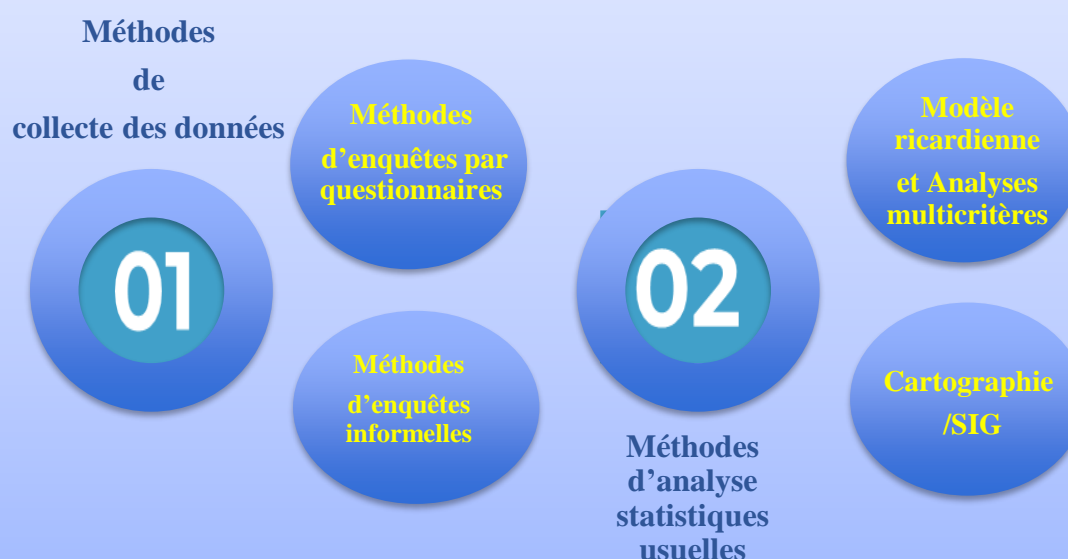 Méthodes
de
collecte des données
01
Méthodes
d’enquêtes par
questionnaires
Méthodes
d’enquêtes
informelles
02
Méthodes
d’analyse
statistiques
usuelles
Modèle
ricardienne
et Analyses
multicritères
Cartographie
/SIG